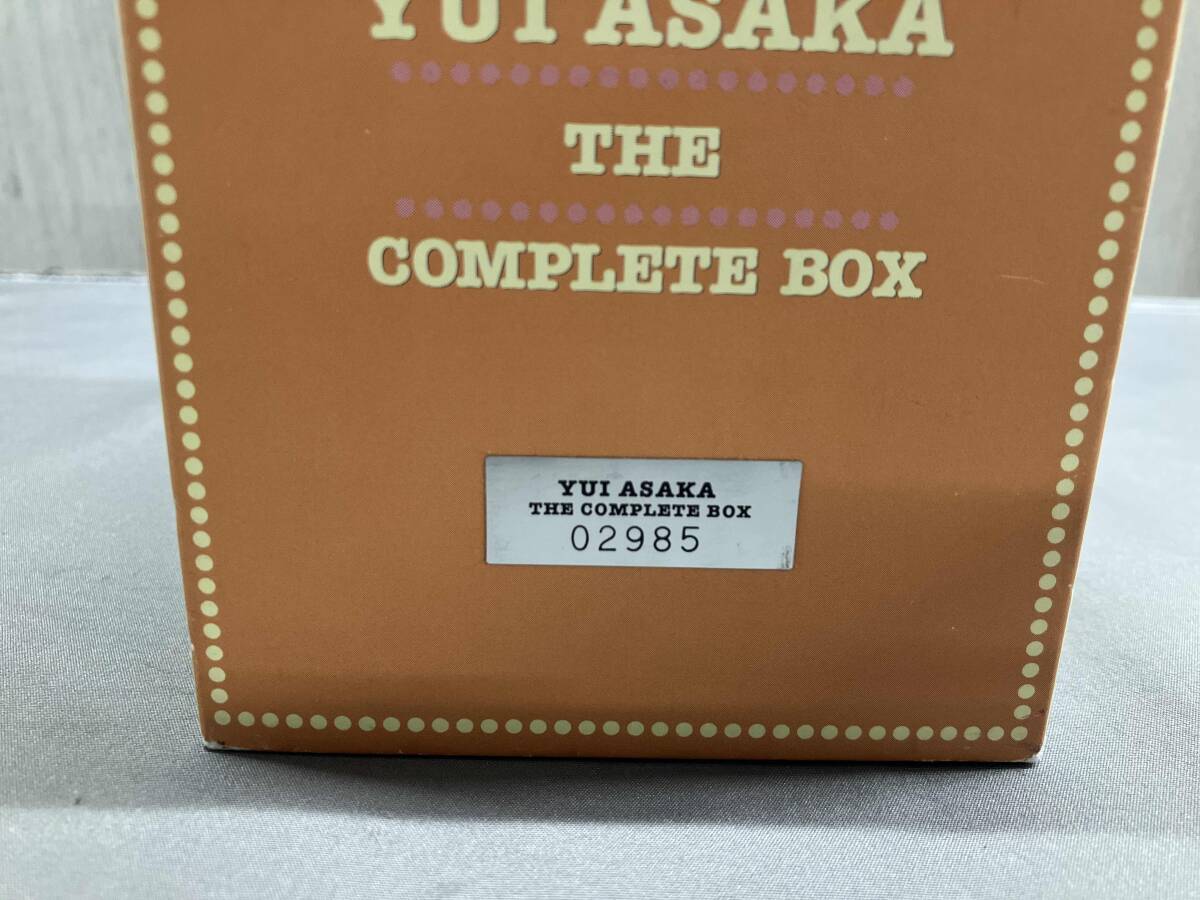 YUI ASAKA
THE
COMPLETE BOX
YUI ASAKA
THE COMPLETE BOX
02985